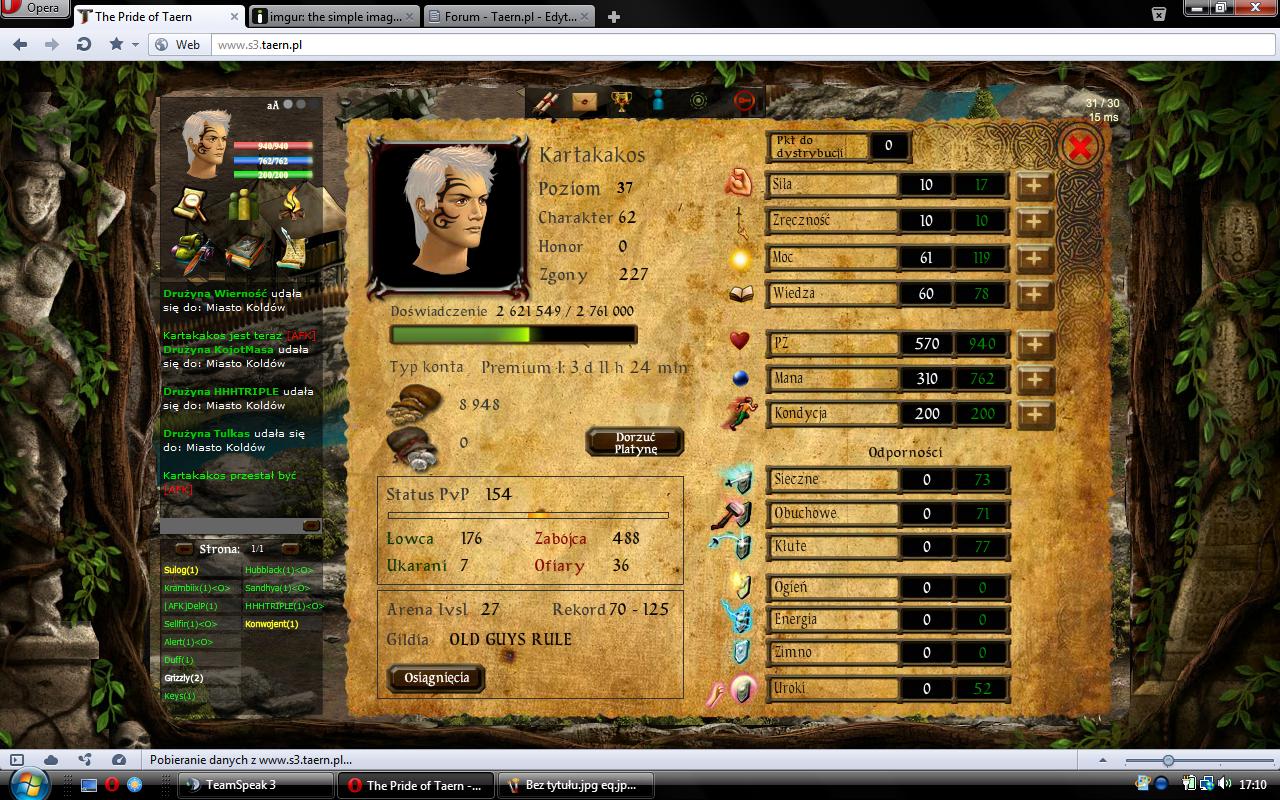 Opera
The Pride of Taern
imgur: the simple imag...
Forum - Taern.pl - Edyt...
Web
www.s3.taern.pl
aA
31 / 30
15 ms
940/940
762/762
200/200
Drużyna Wierność udała
się do: Miasto Koldów
Kartakakos jest teraz [AFK]
Drużyna KojotMasa udała
się do: Miasto Koldów
Drużyna HHHTRIPLE udała
się do: Miasto Koldów
Drużyna Tulkas udała się
do: Miasto Koldów
Kartakakos przestał być
[AFK]
Strona: 1/1
Sulog(1)
Hubblack(1)<O>
Krambiix(1)<O>
Sandhya(1)<O>
[AFK]DelP(1)
HHHTRIPLE(1)<O>
Sellfin(1)<O>
Konwojent(1)
Alert(1)<O>
Duff(1)
Grizzly(2)
Keys(1)
Kartakakos
Poziom 37
Charakter 62
Honor 0
Zgony 227
Doświadczenie 2 621 549 / 2 761 000
Typ konta Premium I: 3 d 11 h 24 min
8 948
0
Dorzuć
Platynę
Status PvP 154
Łowca 176 Zabójca 488
Ukarani 7 Ofiary 36
Arena lvsl 27 Rekord 70 - 125
Gildia OLD GUYS RULE
Osiągnięcia
Pkt do
dystrybucji 0
Siła 10 17
Zręczność 10 10
Moc 61 119
Wiedza 60 78
PŻ 570 940
Mana 310 762
Kondycja 200 200
Odporności
Sieczne 0 73
Obuchowe 0 71
Kłute 0 77
Ogień 0 0
Energia 0 0
Zimno 0 0
Uroki 0 52
Pobieranie danych z www.s3.taern.pl...
TeamSpeak 3
The Pride of Taern -...
Bez tytułu.jpg eq.jp...
17:10